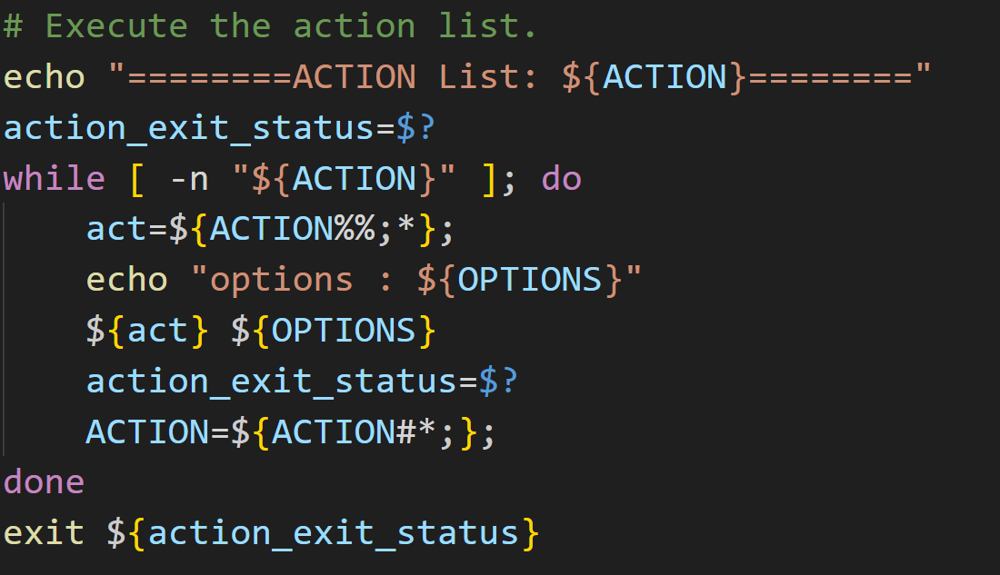 # Execute the action list.
echo "========ACTION List: ${ACTION}========"
action_exit_status=$?
while [ -n "${ACTION}" ]; do
    act=${ACTION%%;*};
    echo "options : ${OPTIONS}"
    ${act} ${OPTIONS}
    action_exit_status=$?
    ACTION=${ACTION#*;};
done
exit ${action_exit_status}